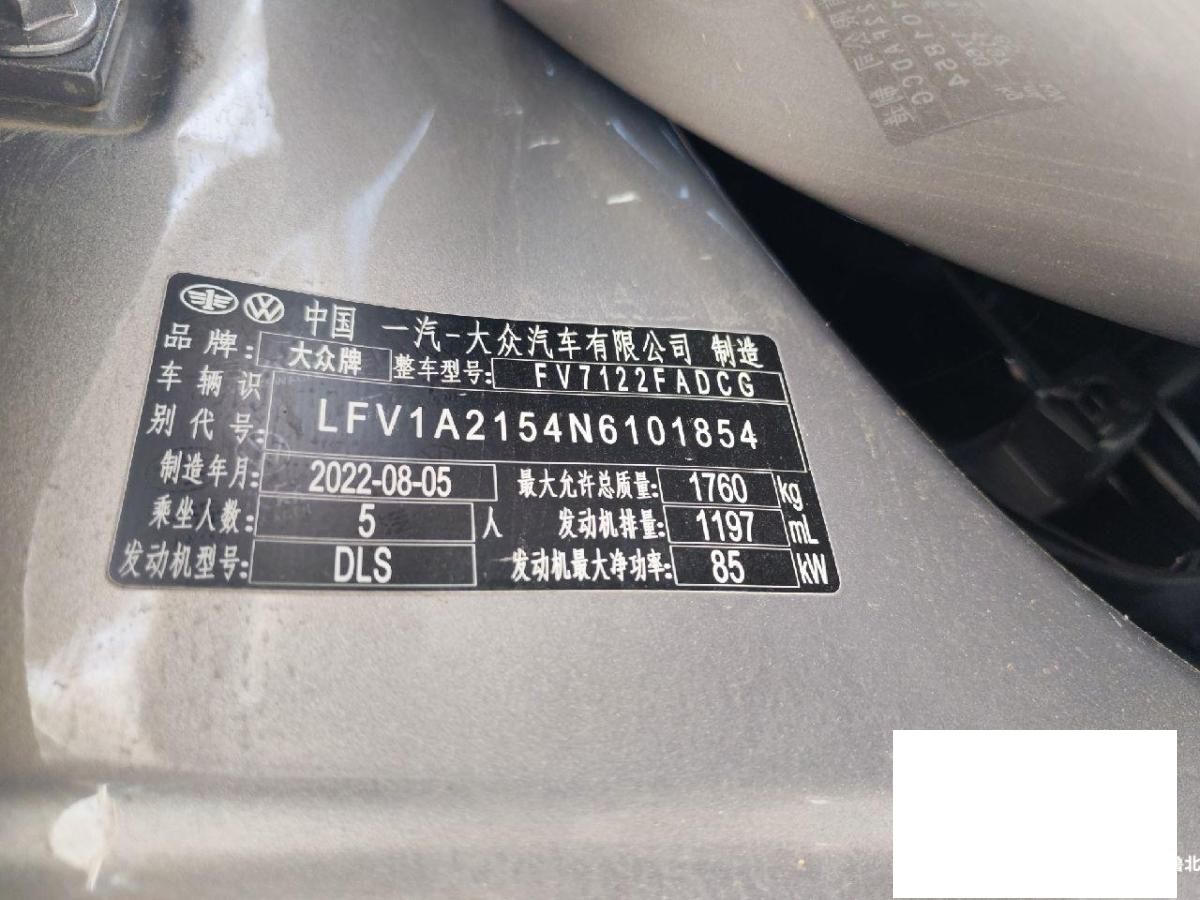 中国 一汽-大众汽车有限公司 制造
品牌: 大众牌 整车型号: FV7122FADCG
车辆识
别代号: LFV1A2154N6101854
制造年月: 2022-08-05 最大允许总质量: 1760 kg
乘坐人数: 5 人 发动机排量: 1197 mL
发动机型号: DLS 发动机最大净功率: 85 kW
鲁北